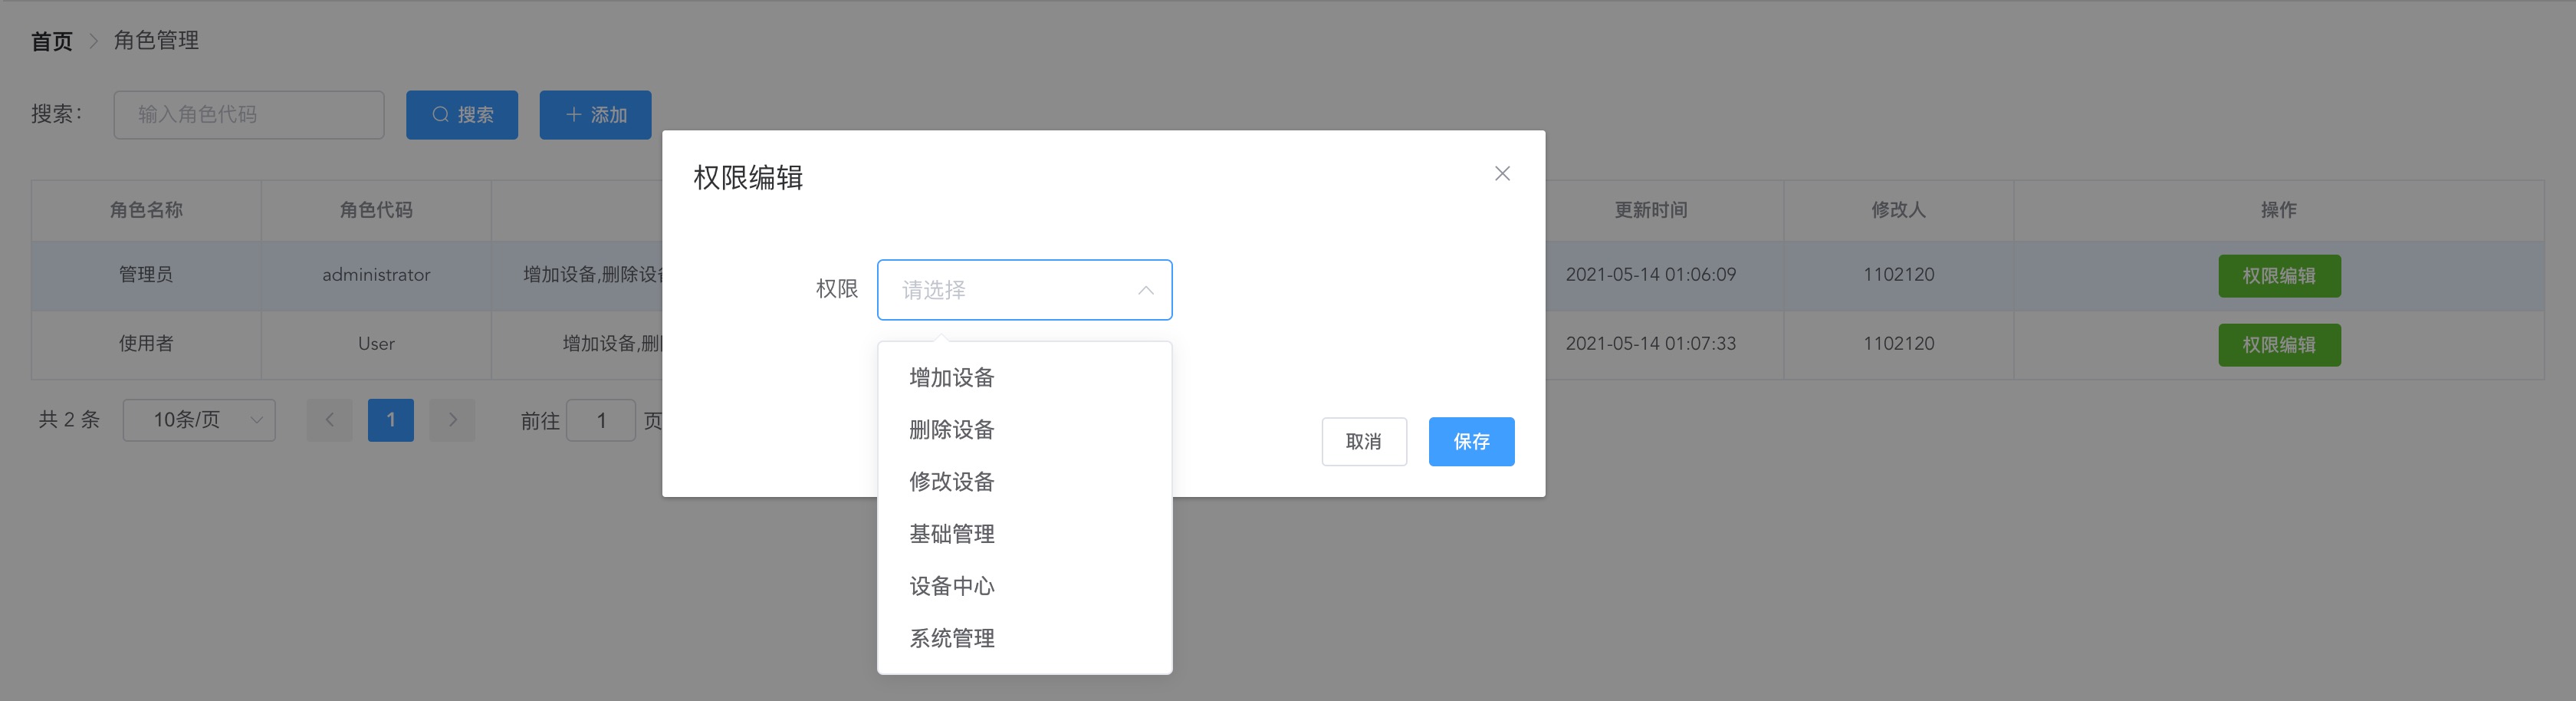 首页 > 角色管理
搜索： 输入角色代码 搜索 + 添加
权限编辑
角色名称 角色代码 更新时间 修改人 操作
管理员 administrator 增加设备,删除设 2021-05-14 01:06:09 1102120 权限编辑
权限 请选择
使用者 User 增加设备, 2021-05-14 01:07:33 1102120 权限编辑
增加设备
删除设备
修改设备
基础管理
设备中心
系统管理
共 2 条 10条/页 1 前往 1 页
取消 保存